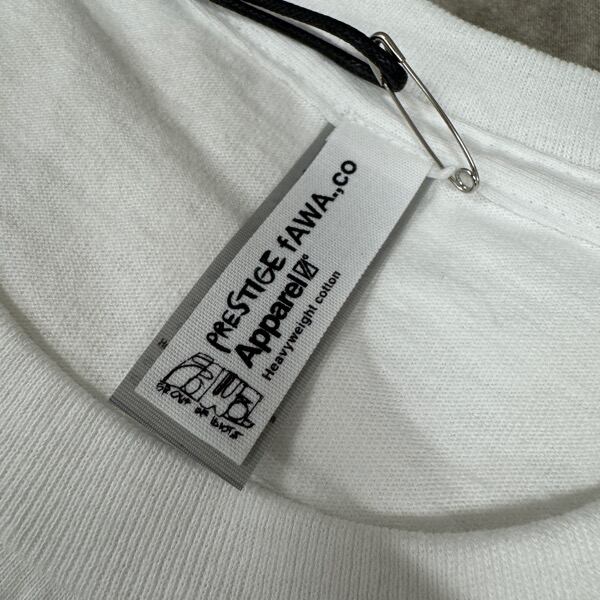 PRESTIGE fAWA.,CO
Apparel
Heavyweight cotton